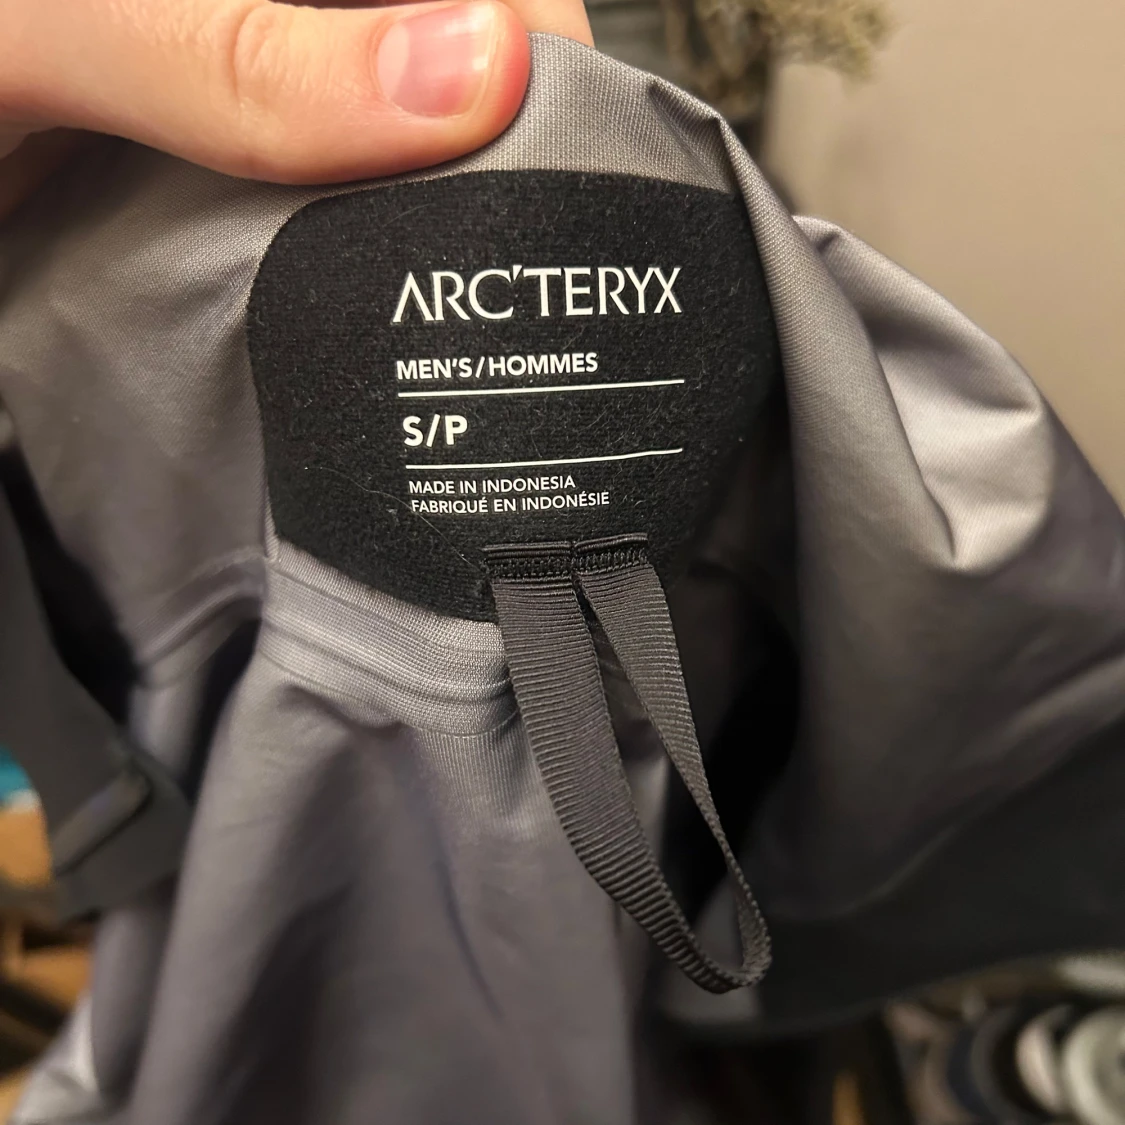 ARC'TERYX
MEN'S/HOMMES
S/P
MADE IN INDONESIA
FABRIQUÉ EN INDONÉSIE